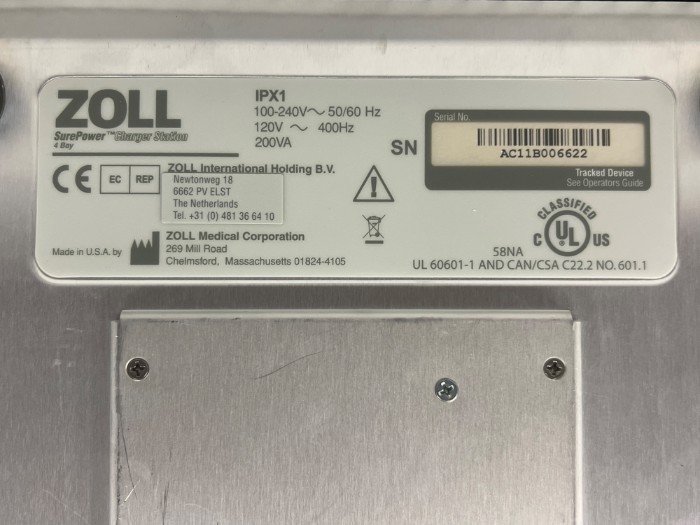 ZOLL
SurePower™Charger Station
4 Bay
IPX1
100-240V～ 50/60 Hz
120V ～ 400Hz
200VA
SN
Serial No.
AC11B006622
Tracked Device
See Operators Guide
CE
EC REP
ZOLL International Holding B.V.
Newtonweg 18
6662 PV ELST
The Netherlands
Tel. +31 (0) 481 36 64 10
Made in U.S.A. by
ZOLL Medical Corporation
269 Mill Road
Chelmsford, Massachusetts 01824-4105
CLASSIFIED
C UL US
58NA
UL 60601-1 AND CAN/CSA C22.2 NO. 601.1